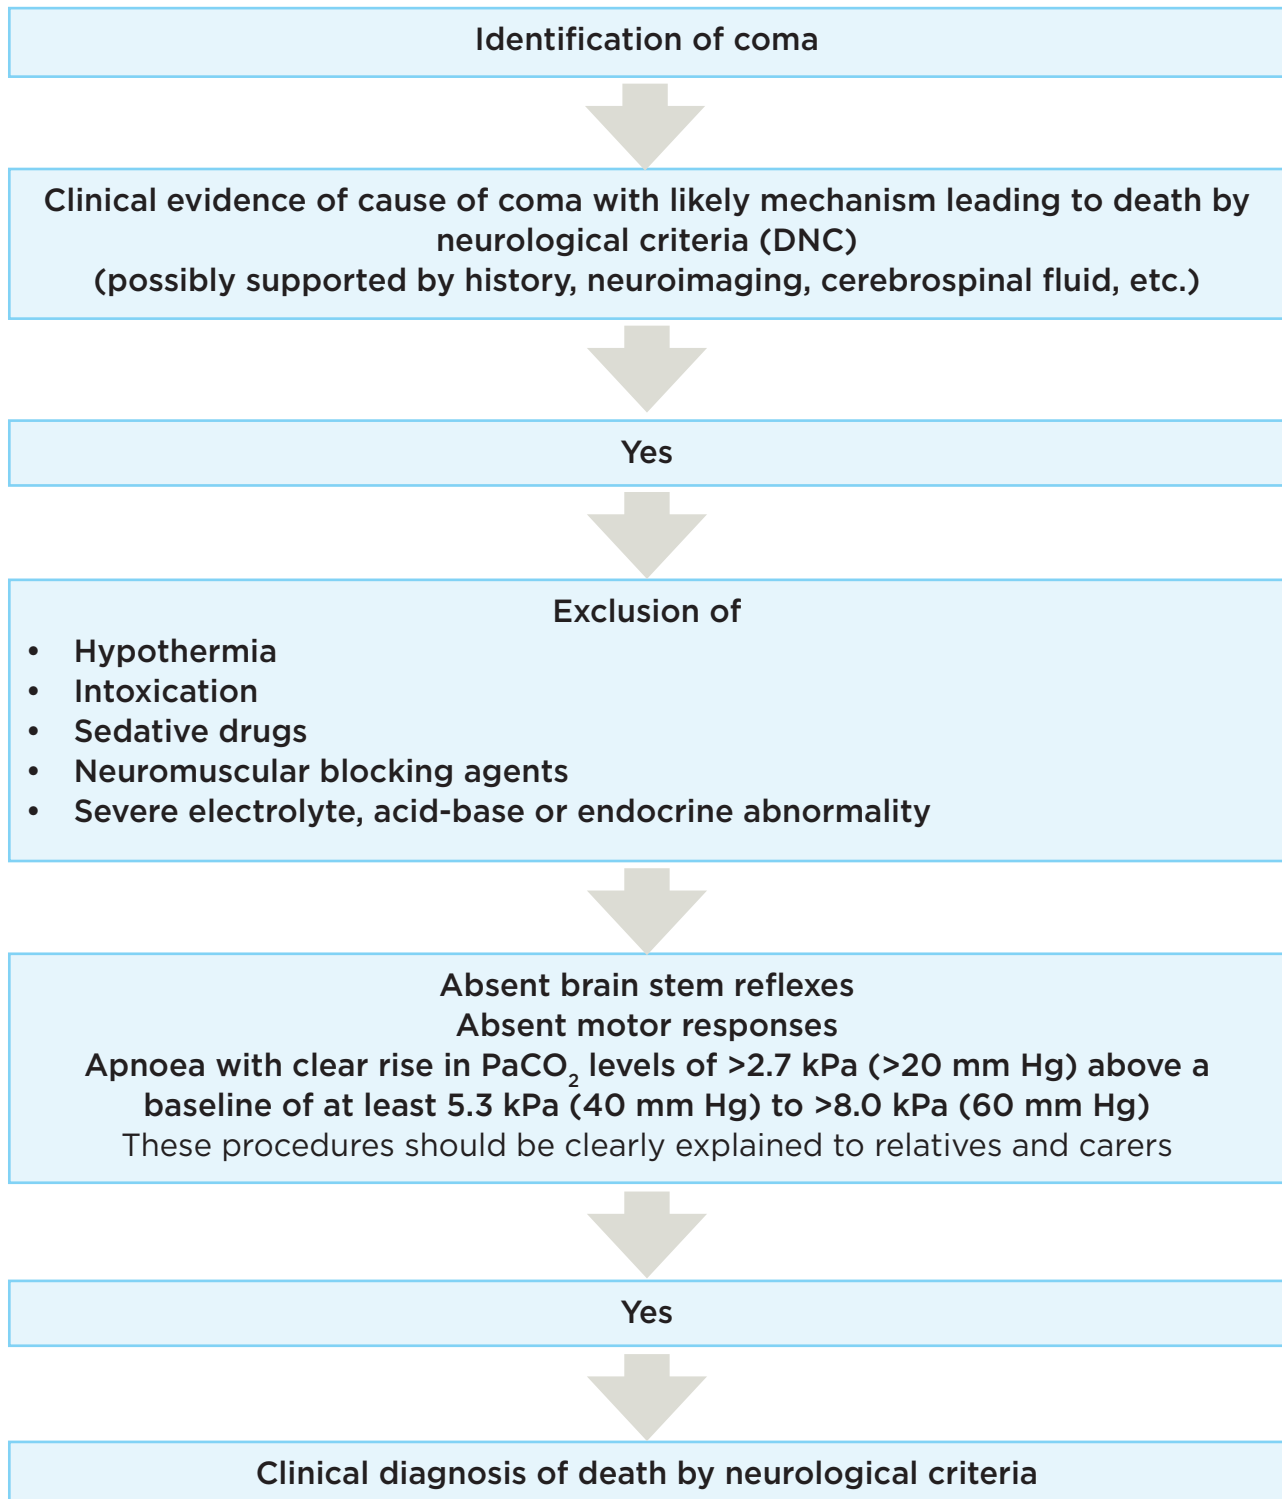 Identification of coma
Clinical evidence of cause of coma with likely mechanism leading to death by
neurological criteria (DNC)
(possibly supported by history, neuroimaging, cerebrospinal fluid, etc.)
Yes
Exclusion of
• Hypothermia
• Intoxication
• Sedative drugs
• Neuromuscular blocking agents
• Severe electrolyte, acid-base or endocrine abnormality
Absent brain stem reflexes
Absent motor responses
Apnoea with clear rise in PaCO₂ levels of >2.7 kPa (>20 mm Hg) above a
baseline of at least 5.3 kPa (40 mm Hg) to >8.0 kPa (60 mm Hg)
These procedures should be clearly explained to relatives and carers
Yes
Clinical diagnosis of death by neurological criteria